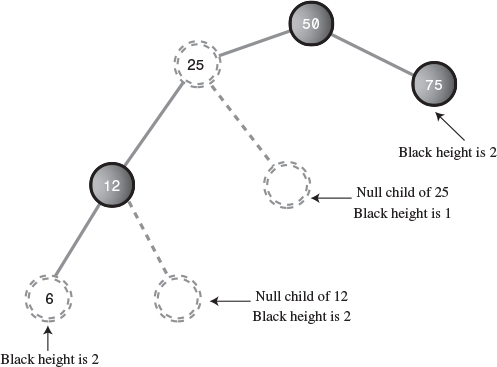 50
25
75
Black height is 2
12
Null child of 25
Black height is 1
6
Null child of 12
Black height is 2
Black height is 2